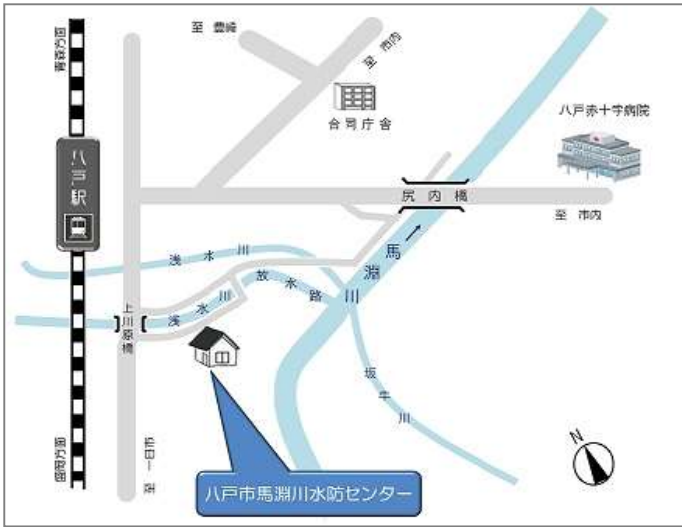 至 豊崎
至 市内
青森方面
合同庁舎
八戸赤十字病院
八戸駅
尻内橋
至 市内
浅水川
馬淵川
浅水川放水路
上川原橋
坂牛川
盛岡方面
至 一日市
八戸市馬淵川水防センター
N